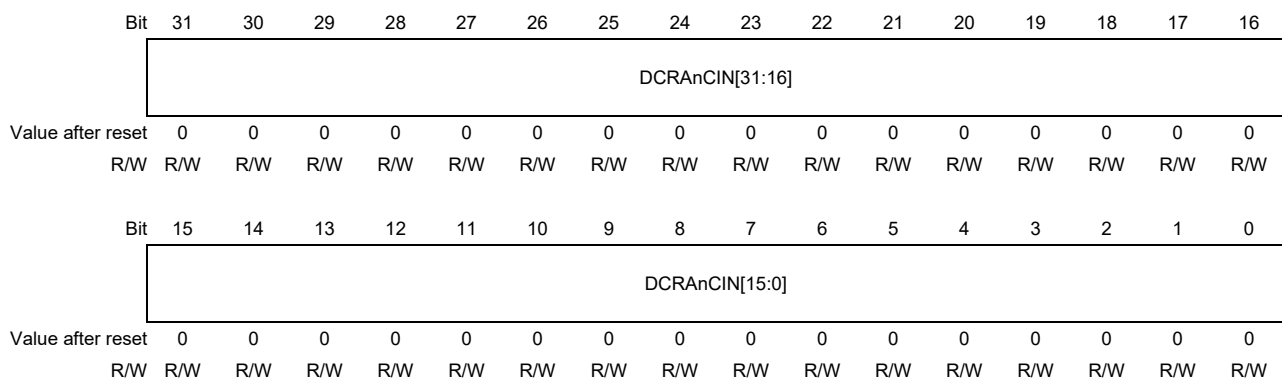 Bit 31 30 29 28 27 26 25 24 23 22 21 20 19 18 17 16
DCRAnCIN[31:16]
Value after reset 0 0 0 0 0 0 0 0 0 0 0 0 0 0 0 0
R/W R/W R/W R/W R/W R/W R/W R/W R/W R/W R/W R/W R/W R/W R/W R/W R/W
Bit 15 14 13 12 11 10 9 8 7 6 5 4 3 2 1 0
DCRAnCIN[15:0]
Value after reset 0 0 0 0 0 0 0 0 0 0 0 0 0 0 0 0
R/W R/W R/W R/W R/W R/W R/W R/W R/W R/W R/W R/W R/W R/W R/W R/W R/W